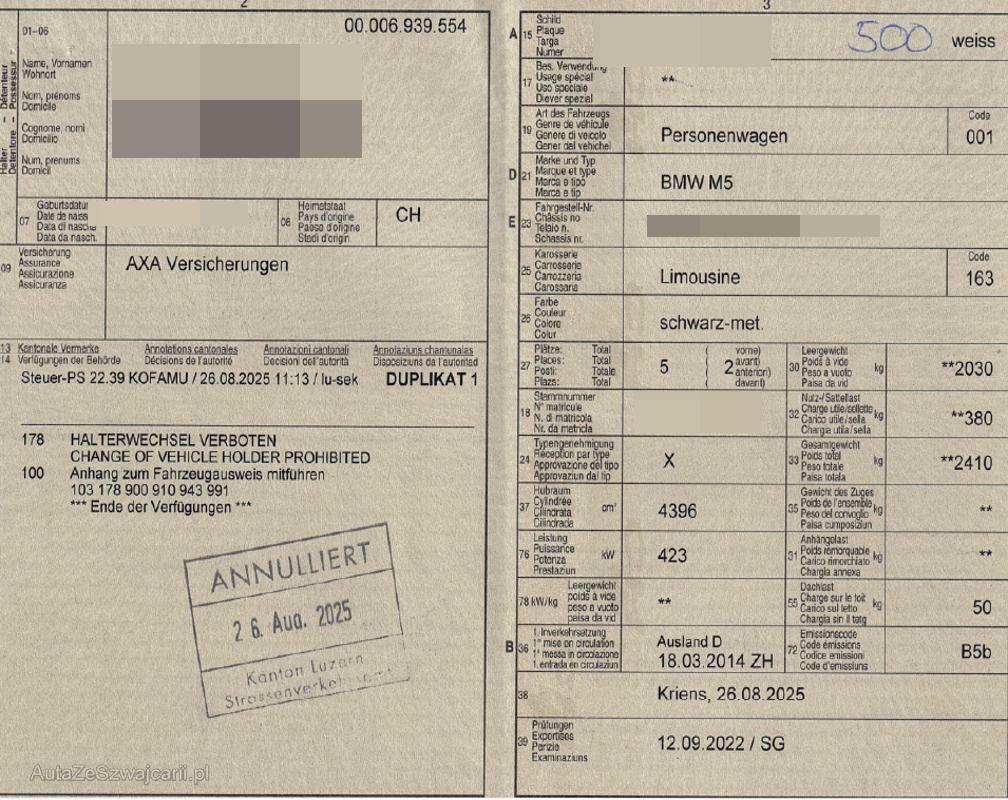 2
01-06
00.006.939.554
Halter – Détenteur
Detentore – Possessur
Name, Vornamen
Wohnort
Nom, prénoms
Domicile
Cognome, nomi
Domicilio
Num, prenums
Domicil
07
Geburtsdatum
Date de nass
Data di nascita
Data da nasch.
08
Heimatstaat
Pays d'origine
Paese d'origine
Stadi d'origin
CH
09
Versicherung
Assurance
Assicurazione
Assicuranza
AXA Versicherungen
13 Kantonale Vermerke Annotations cantonales Annotazioni cantonali Annotaziuns chantunalas
14 Verfügungen der Behörde Décisions de l'autorité Decisioni dell'autorità Disposiziuns da l'autoritad
Steuer-PS 22.39 KOFAMU / 26.08.2025 11:13 / lu-sek DUPLIKAT 1
178 HALTERWECHSEL VERBOTEN
CHANGE OF VEHICLE HOLDER PROHIBITED
100 Anhang zum Fahrzeugausweis mitführen
103 178 900 910 943 991
*** Ende der Verfügungen ***
ANNULLIERT
26. Aug. 2025
Kanton Luzern
AutaZeSzwajcarii.pl
3
A 15
Schild
Plaque
Targa
Numer
500 weiss
17
Bes. Verwendung
Usage spécial
Uso speciale
Diever spezial
**
19
Art des Fahrzeugs
Genre de véhicule
Genere di veicolo
Gener dal vehichel
Personenwagen
Code
001
D 21
Marke und Typ
Marque et type
Marca e tipo
Marca e tip
BMW M5
E 23
Fahrgestell-Nr.
Châssis no
Telaio n.
Schassis nr.
25
Karosserie
Carrosserie
Carrozzeria
Carossaria
Limousine
Code
163
26
Farbe
Couleur
Colore
Colur
schwarz-met.
27
Plätze: Total
Places: Total
Posti: Totale
Plazs: Total
5
( vorne)
2 avant)
( anteriori)
( davant)
30
Leergewicht
Poids à vide
Peso a vuoto
Paisa da vid
kg
**2030
18
Stammnummer
N° matricule
N. di matricola
Nr. da matricla
32
Nutz-/Sattellast
Charge utile/sellette
Carico utile/sella
Chargia utila/sella
kg
**380
24
Typengenehmigung
Réception par type
Approvazione del tipo
Approvaziun dal tip
X
33
Gesamtgewicht
Poids total
Peso totale
Paisa totala
kg
**2410
37
Hubraum
Cylindrée
Cilindrata
Cilindrada
cm³
4396
35
Gewicht des Zuges
Poids de l'ensemble
Peso del convoglio
Paisa cumposiziun
kg
**
76
Leistung
Puissance
Potenza
Prestaziun
kW
423
31
Anhängelast
Poids remorquable
Carico rimorchiato
Chargia annexa
kg
**
78 kW/kg
Leergewicht
poids à vide
peso a vuoto
paisa da vid
**
55
Dachlast
Charge sur le toit
Carico sul tetto
Chargia sin il tetg
kg
50
B 36
1. Inverkehrsetzung
1re mise en circulation
1a messa in circolazione
1. entrada en circulaziun
Ausland D
18.03.2014 ZH
72
Emissionscode
Code émissions
Codice emissioni
Code d'emissiuns
B5b
38
Kriens, 26.08.2025
39
Prüfungen
Expertises
Perizie
Examinaziuns
12.09.2022 / SG